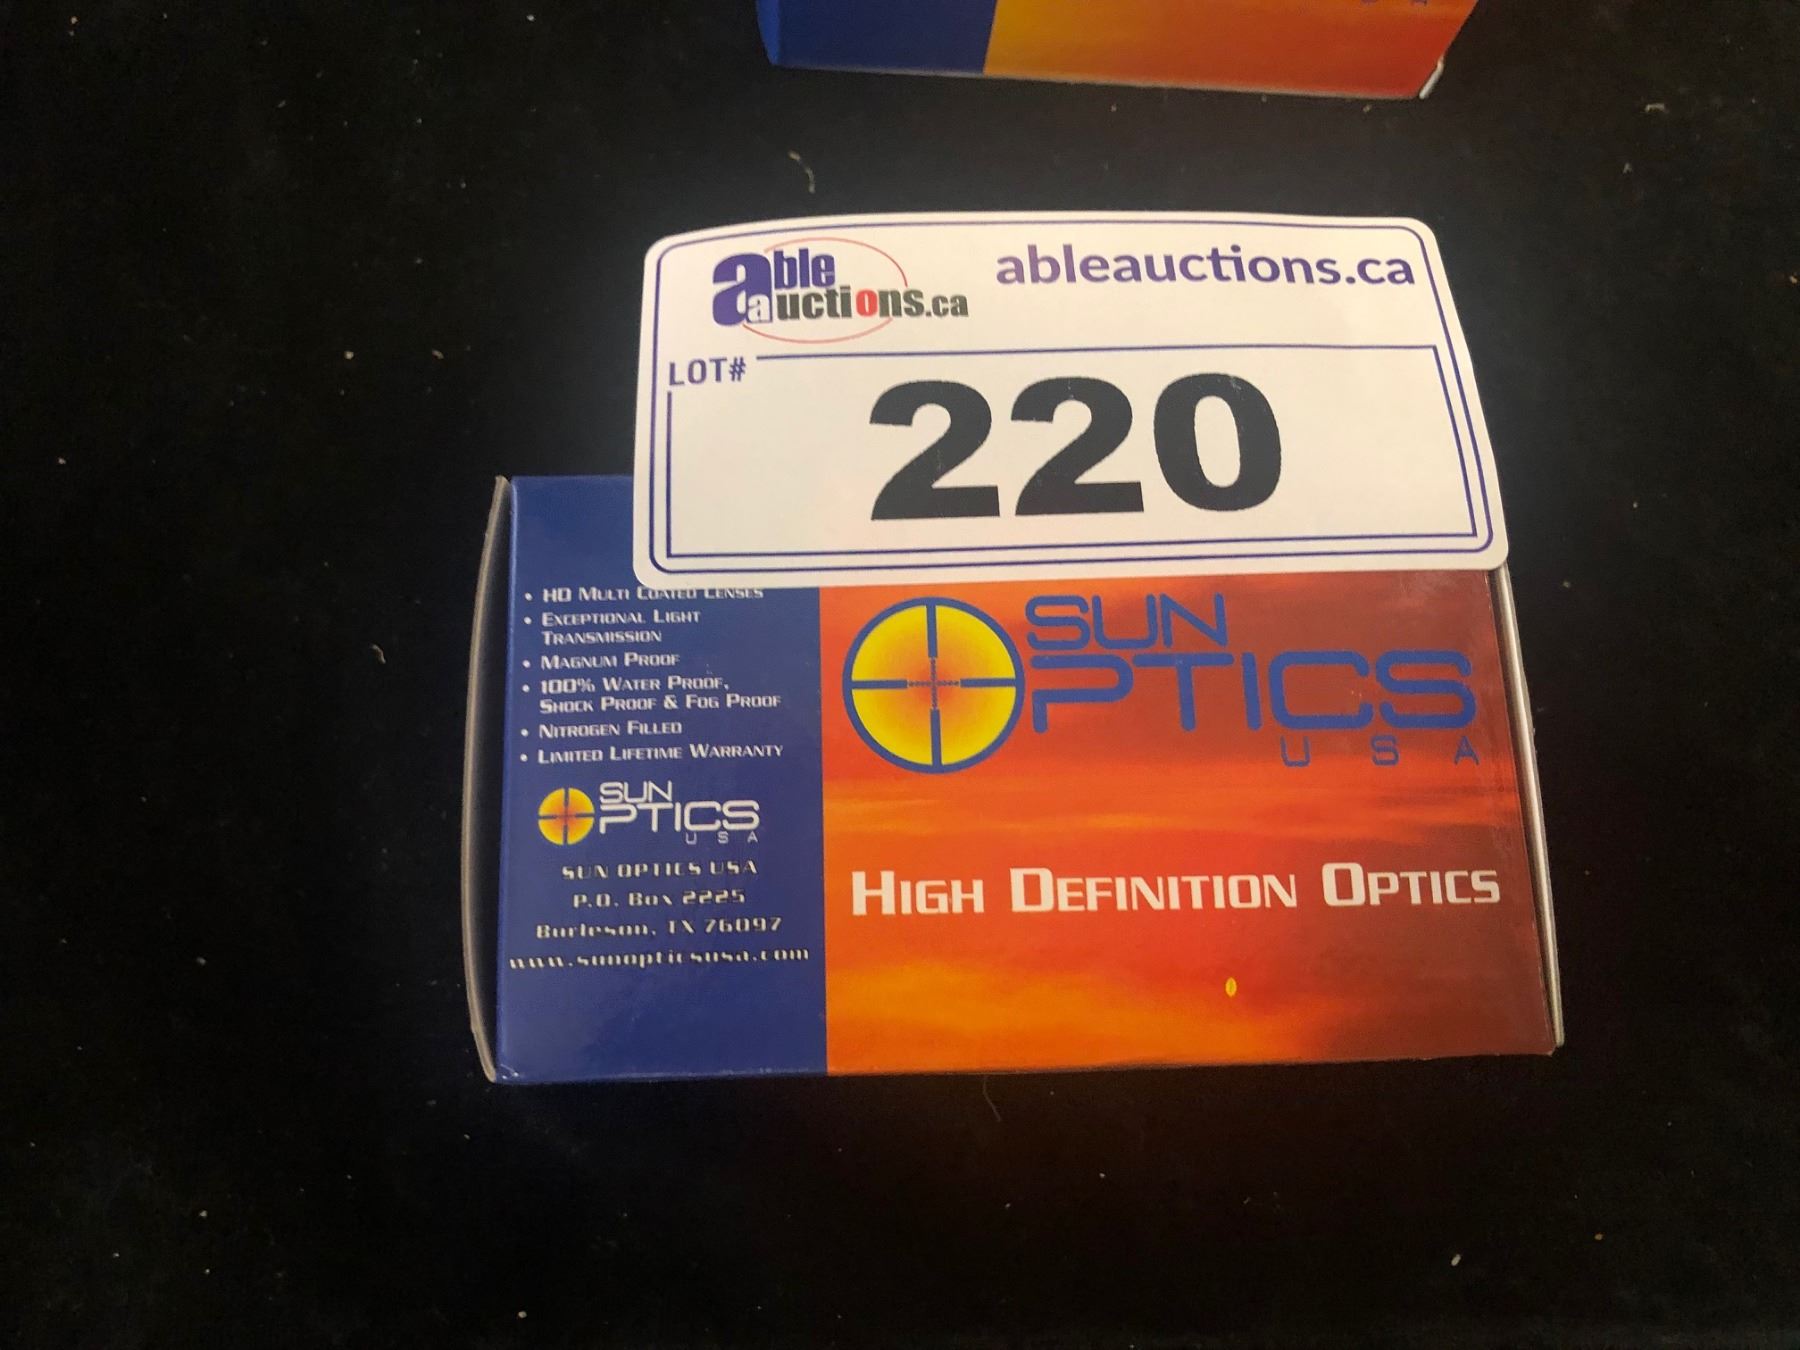 able
auctions.ca
ableauctions.ca
LOT#
220
• HD MULTI COATED LENSES
• EXCEPTIONAL LIGHT
TRANSMISSION
• MAGNUM PROOF
• 100% WATER PROOF,
SHOCK PROOF & FOG PROOF
• NITROGEN FILLED
• LIMITED LIFETIME WARRANTY
SUN
OPTICS
USA
SUN OPTICS USA
P.O. Box 2225
Burleson, TX 76097
www.sunopticsusa.com
SUN
OPTICS
USA
HIGH DEFINITION OPTICS